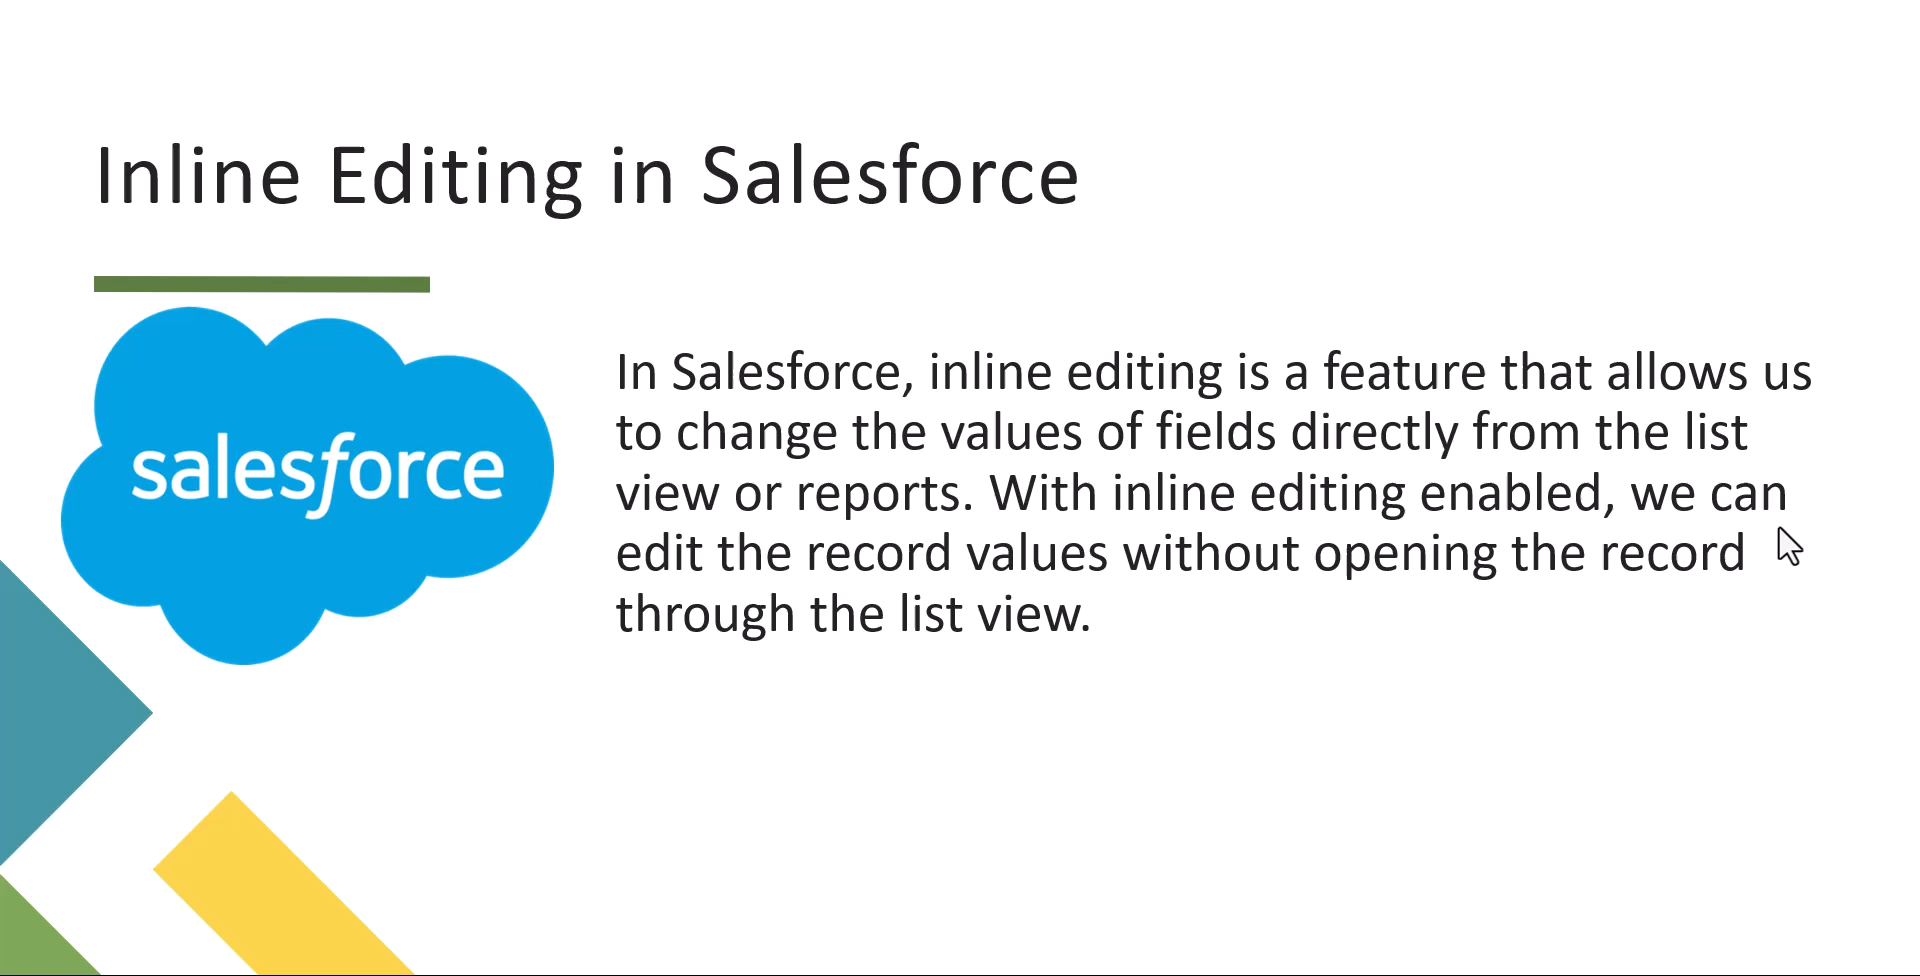 Inline Editing in Salesforce
salesforce
In Salesforce, inline editing is a feature that allows us
to change the values of fields directly from the list
view or reports. With inline editing enabled, we can
edit the record values without opening the record
through the list view.